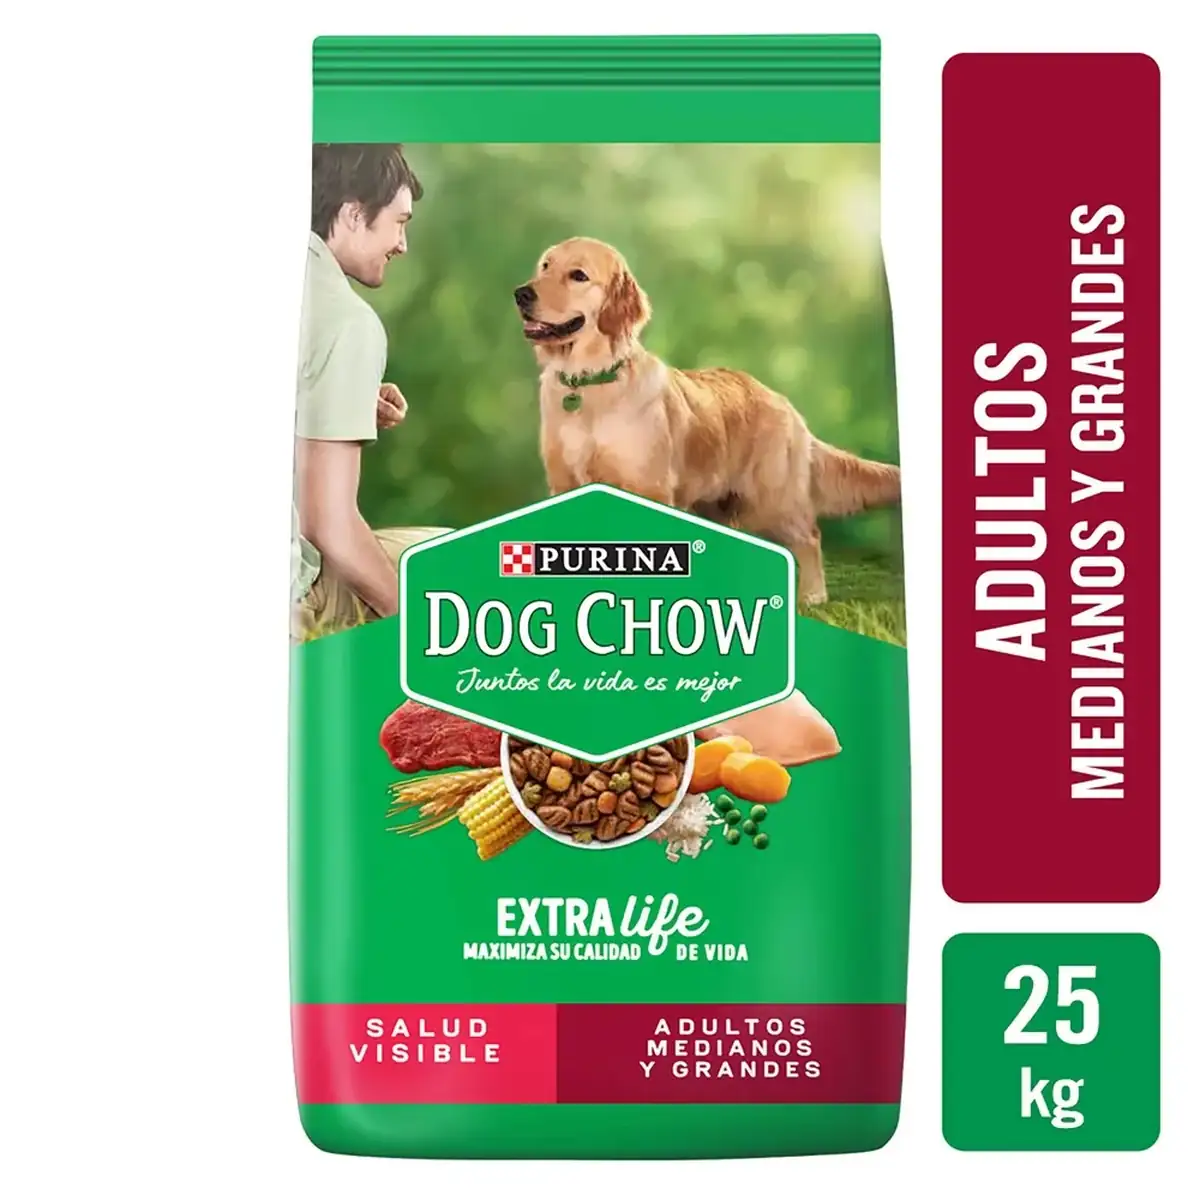 PURINA®
DOG CHOW®
Juntos la vida es mejor
EXTRA life
MAXIMIZA SU CALIDAD DE VIDA
SALUD
VISIBLE
ADULTOS
MEDIANOS
Y GRANDES
ADULTOS
MEDIANOS Y GRANDES
25
kg